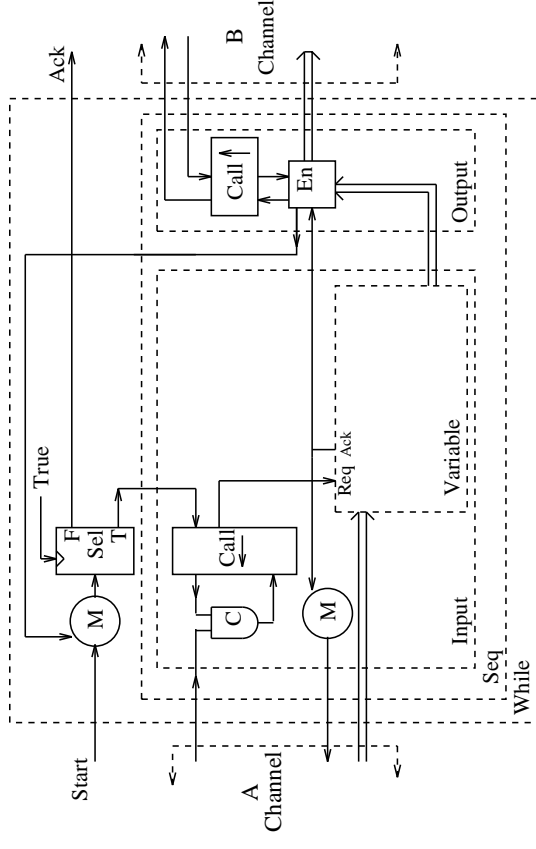 Start
Ack
True
M
F
Sel
T
A
Channel
B
Channel
Call
C
M
Req
Ack
Variable
Input
Call
En
Output
Seq
While